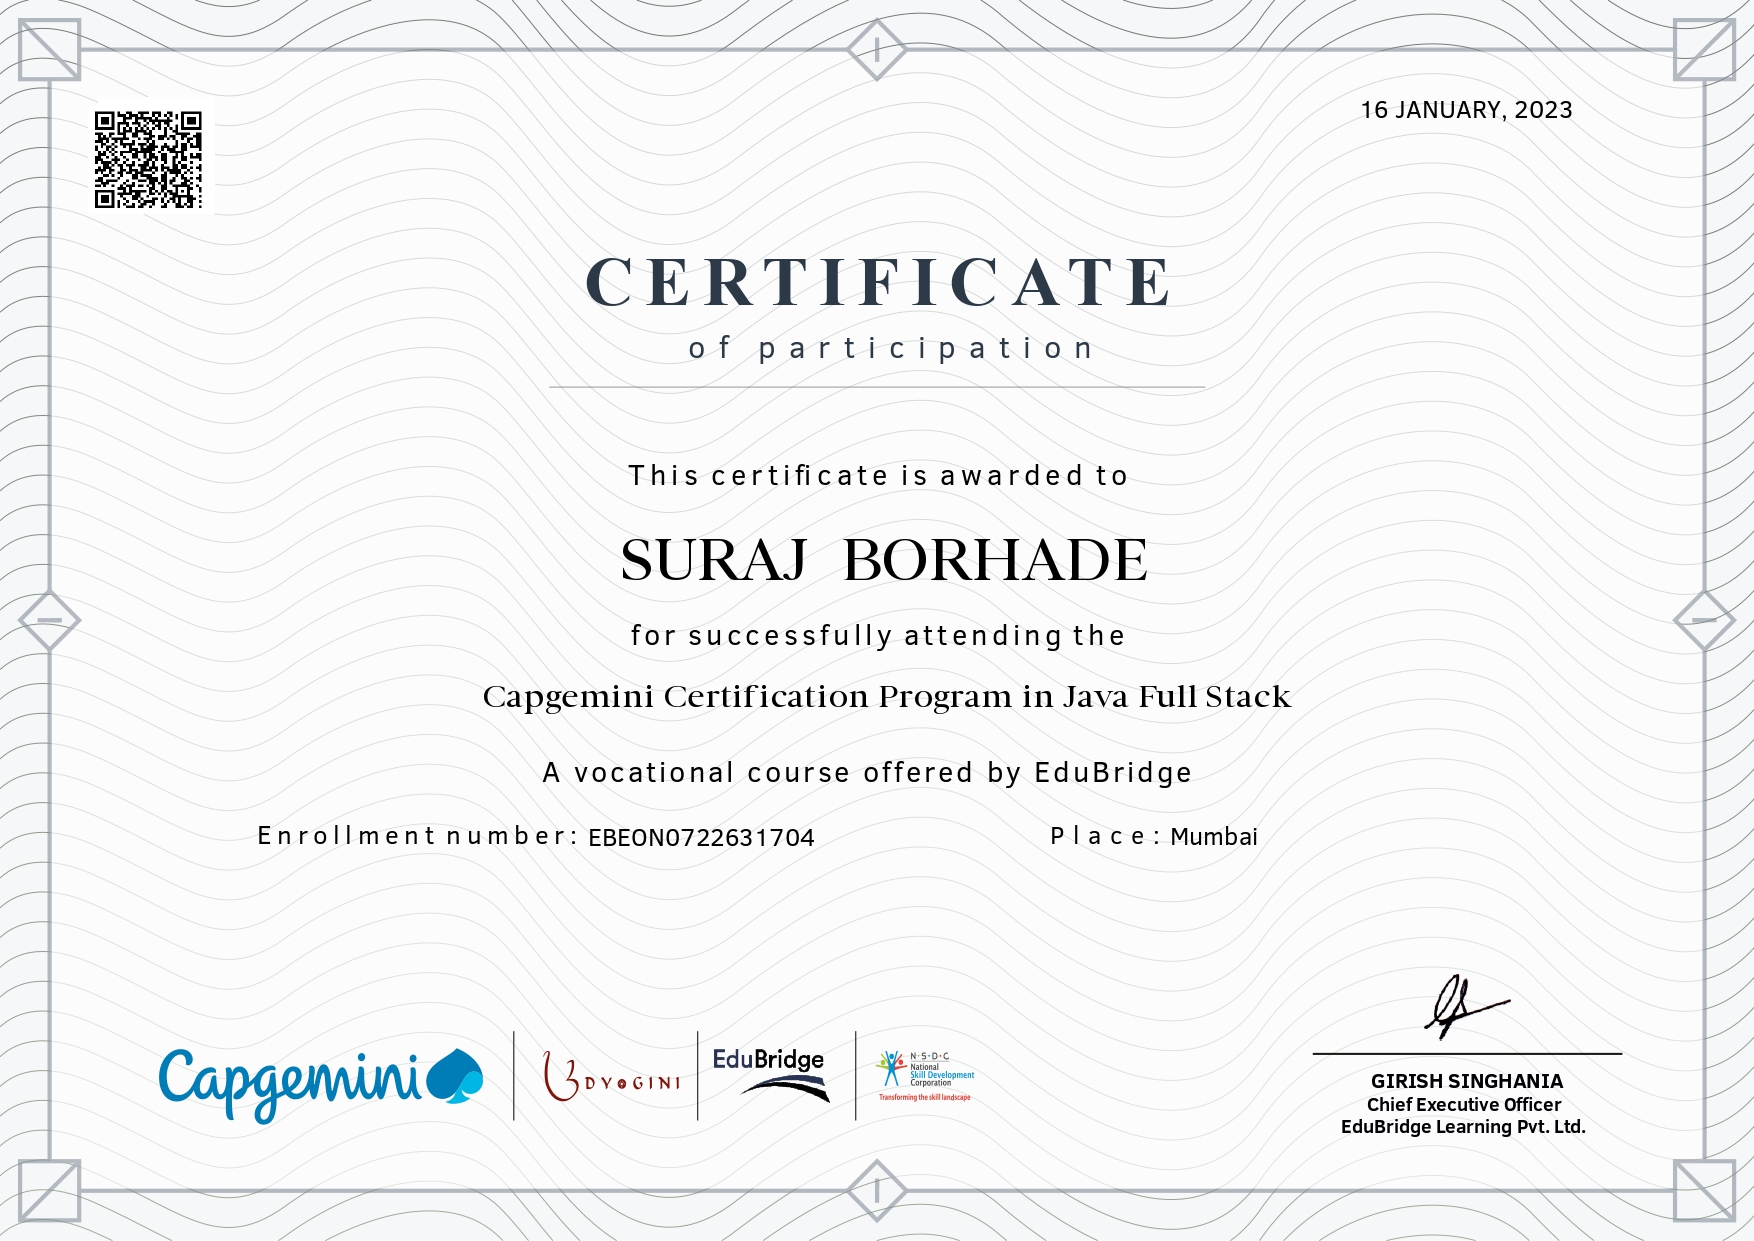 16 JANUARY, 2023
CERTIFICATE
of participation
This certificate is awarded to
SURAJ BORHADE
for successfully attending the
Capgemini Certification Program in Java Full Stack
A vocational course offered by EduBridge
Enrollment number: EBEON0722631704
Place: Mumbai
Capgemini
UDYOGINI
EduBridge
N·S·D·C
National
Skill Development
Corporation
Transforming the skill landscape
GIRISH SINGHANIA
Chief Executive Officer
EduBridge Learning Pvt. Ltd.